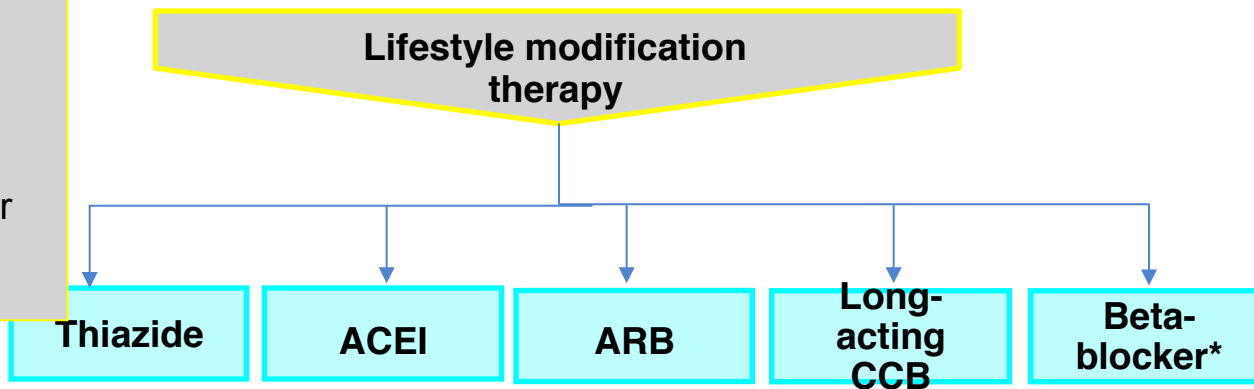 Lifestyle modification
therapy
r
Thiazide
ACEI
ARB
Long-
acting
CCB
Beta-
blocker*